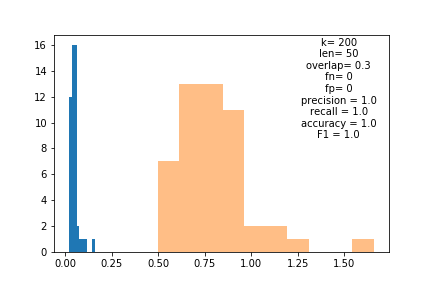 16
14
12
10
8
6
4
2
0
k= 200
len= 50
overlap= 0.3
fn= 0
fp= 0
precision = 1.0
recall = 1.0
accuracy = 1.0
F1 = 1.0
0.00 0.25 0.50 0.75 1.00 1.25 1.50